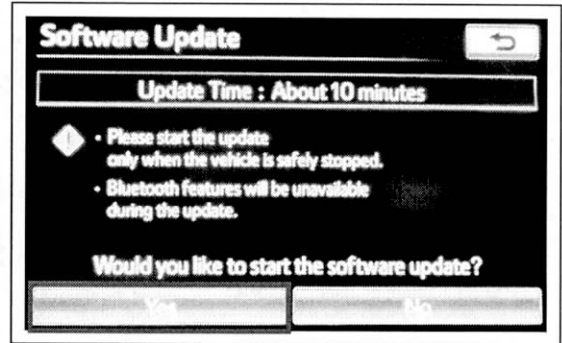 Software Update
Update Time : About 10 minutes
• Please start the update
only when the vehicle is safely stopped.
• Bluetooth features will be unavailable
during the update.
Would you like to start the software update?
Yes
No